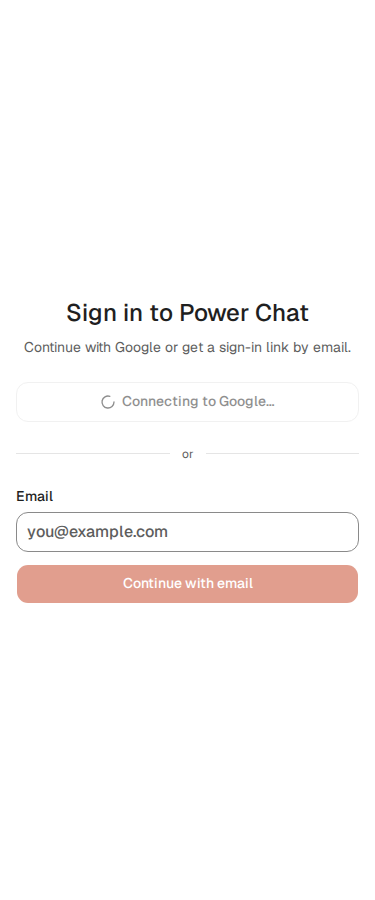 Sign in to Power Chat
Continue with Google or get a sign-in link by email.
Connecting to Google...
or
Email
you@example.com
Continue with email